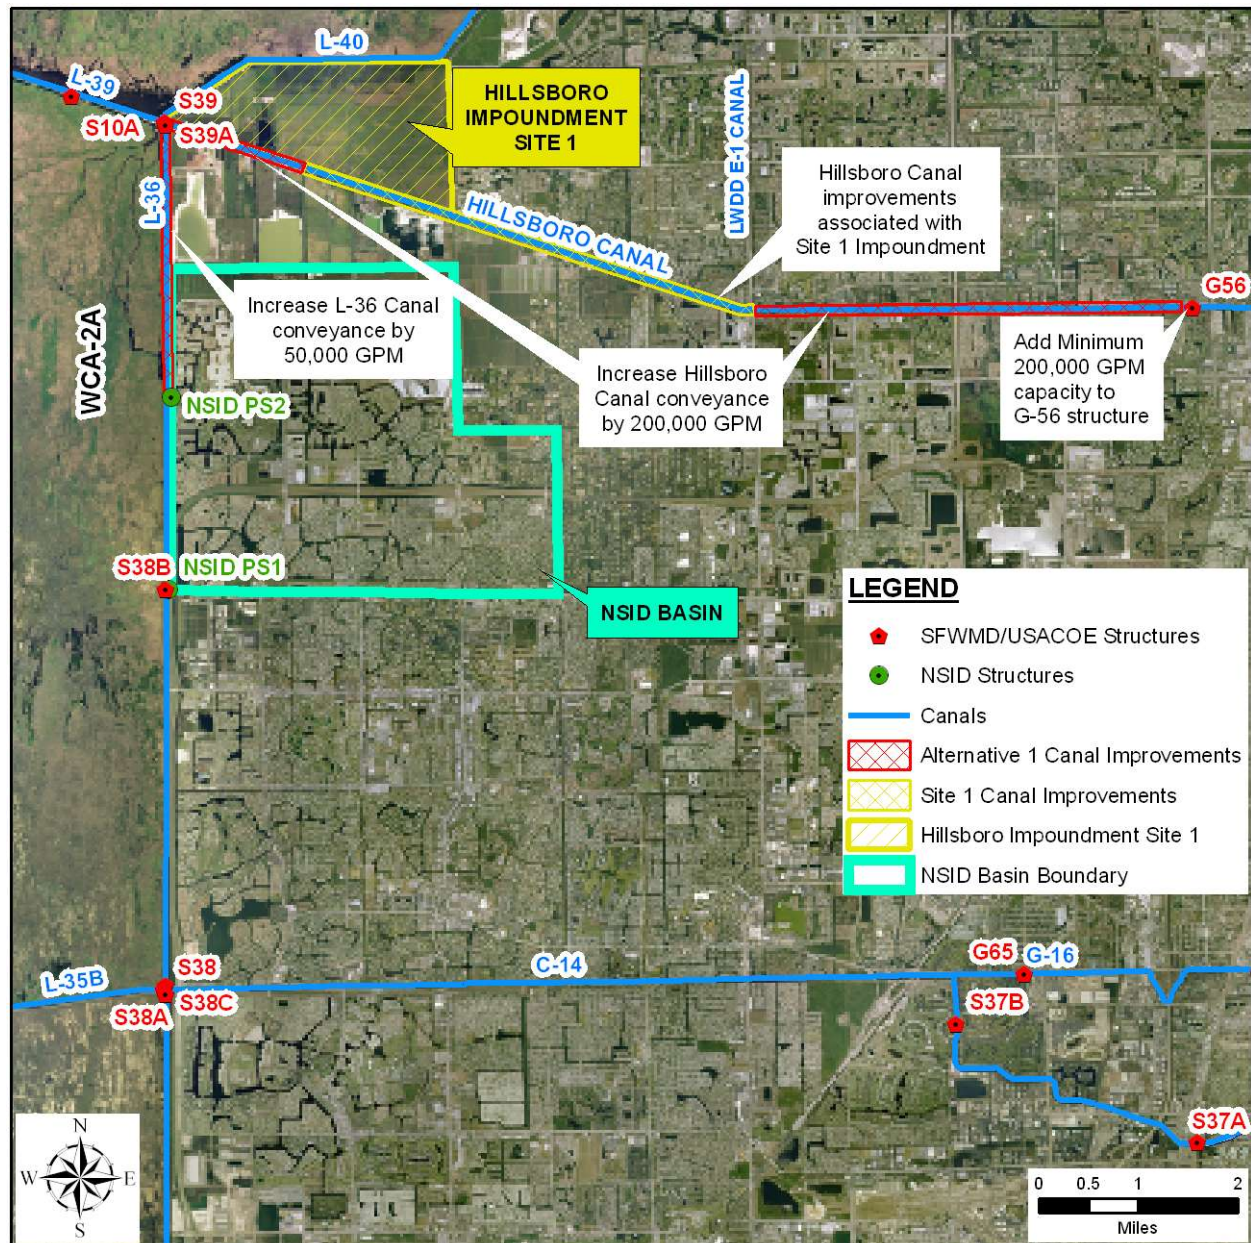 L-40
L-39
S39
S10A
S39A
HILLSBORO
IMPOUNDMENT
SITE 1
L-36
LWDD E-1 CANAL
Hillsboro Canal
improvements
associated with
Site 1 Impoundment
HILLSBORO CANAL
G56
Increase L-36 Canal
conveyance by
50,000 GPM
WCA-2A
Increase Hillsboro
Canal conveyance
by 200,000 GPM
Add Minimum
200,000 GPM
capacity to
G-56 structure
NSID PS2
S38B
NSID PS1
NSID BASIN
LEGEND
SFWMD/USACOE Structures
NSID Structures
Canals
Alternative 1 Canal Improvements
Site 1 Canal Improvements
Hillsboro Impoundment Site 1
NSID Basin Boundary
L-35B
S38
S38C
S38A
C-14
G65
G-16
S37B
S37A
N
W
E
S
0 0.5 1 2
Miles